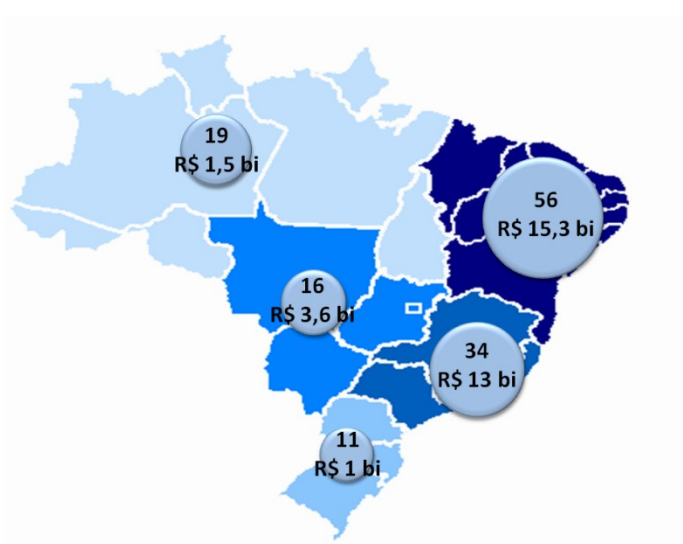 19
R$ 1,5 bi
56
R$ 15,3 bi
16
R$ 3,6 bi
34
R$ 13 bi
11
R$ 1 bi